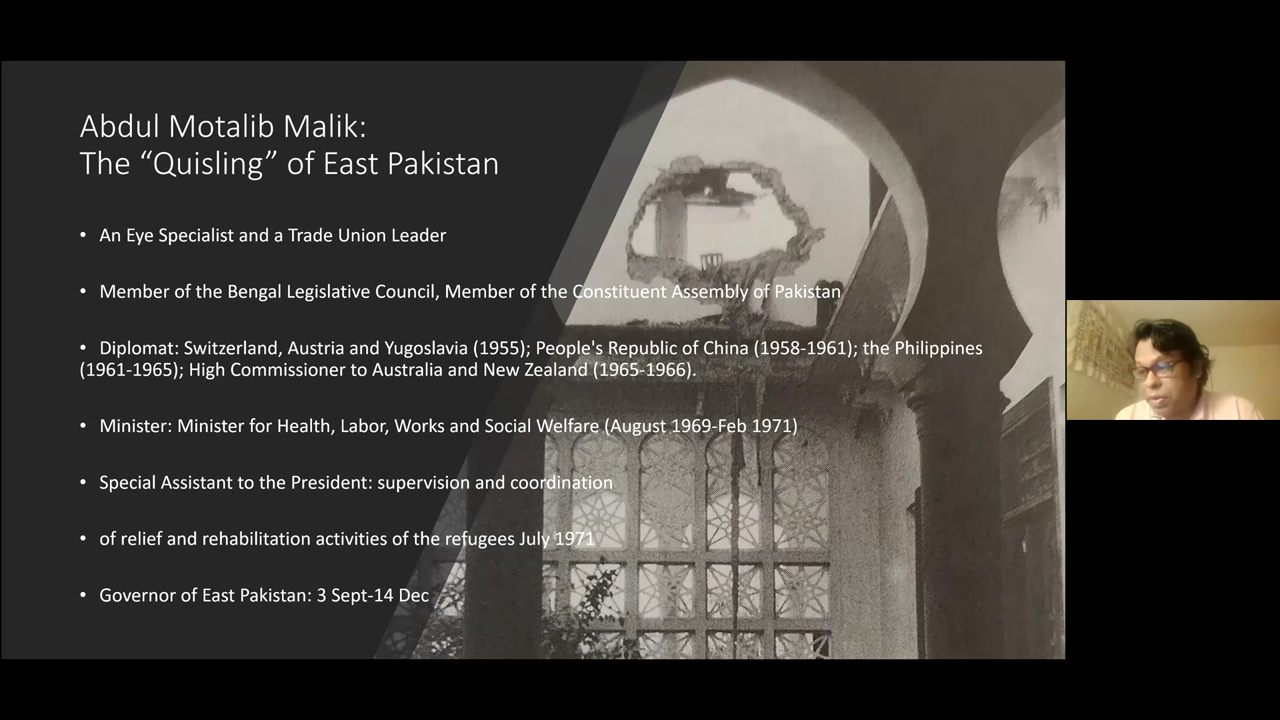 Abdul Motalib Malik:
The “Quisling” of East Pakistan
• An Eye Specialist and a Trade Union Leader
• Member of the Bengal Legislative Council, Member of the Constituent Assembly of Pakistan
• Diplomat: Switzerland, Austria and Yugoslavia (1955); People's Republic of China (1958-1961); the Philippines
(1961-1965); High Commissioner to Australia and New Zealand (1965-1966).
• Minister: Minister for Health, Labor, Works and Social Welfare (August 1969-Feb 1971)
• Special Assistant to the President: supervision and coordination
• of relief and rehabilitation activities of the refugees July 1971
• Governor of East Pakistan: 3 Sept-14 Dec